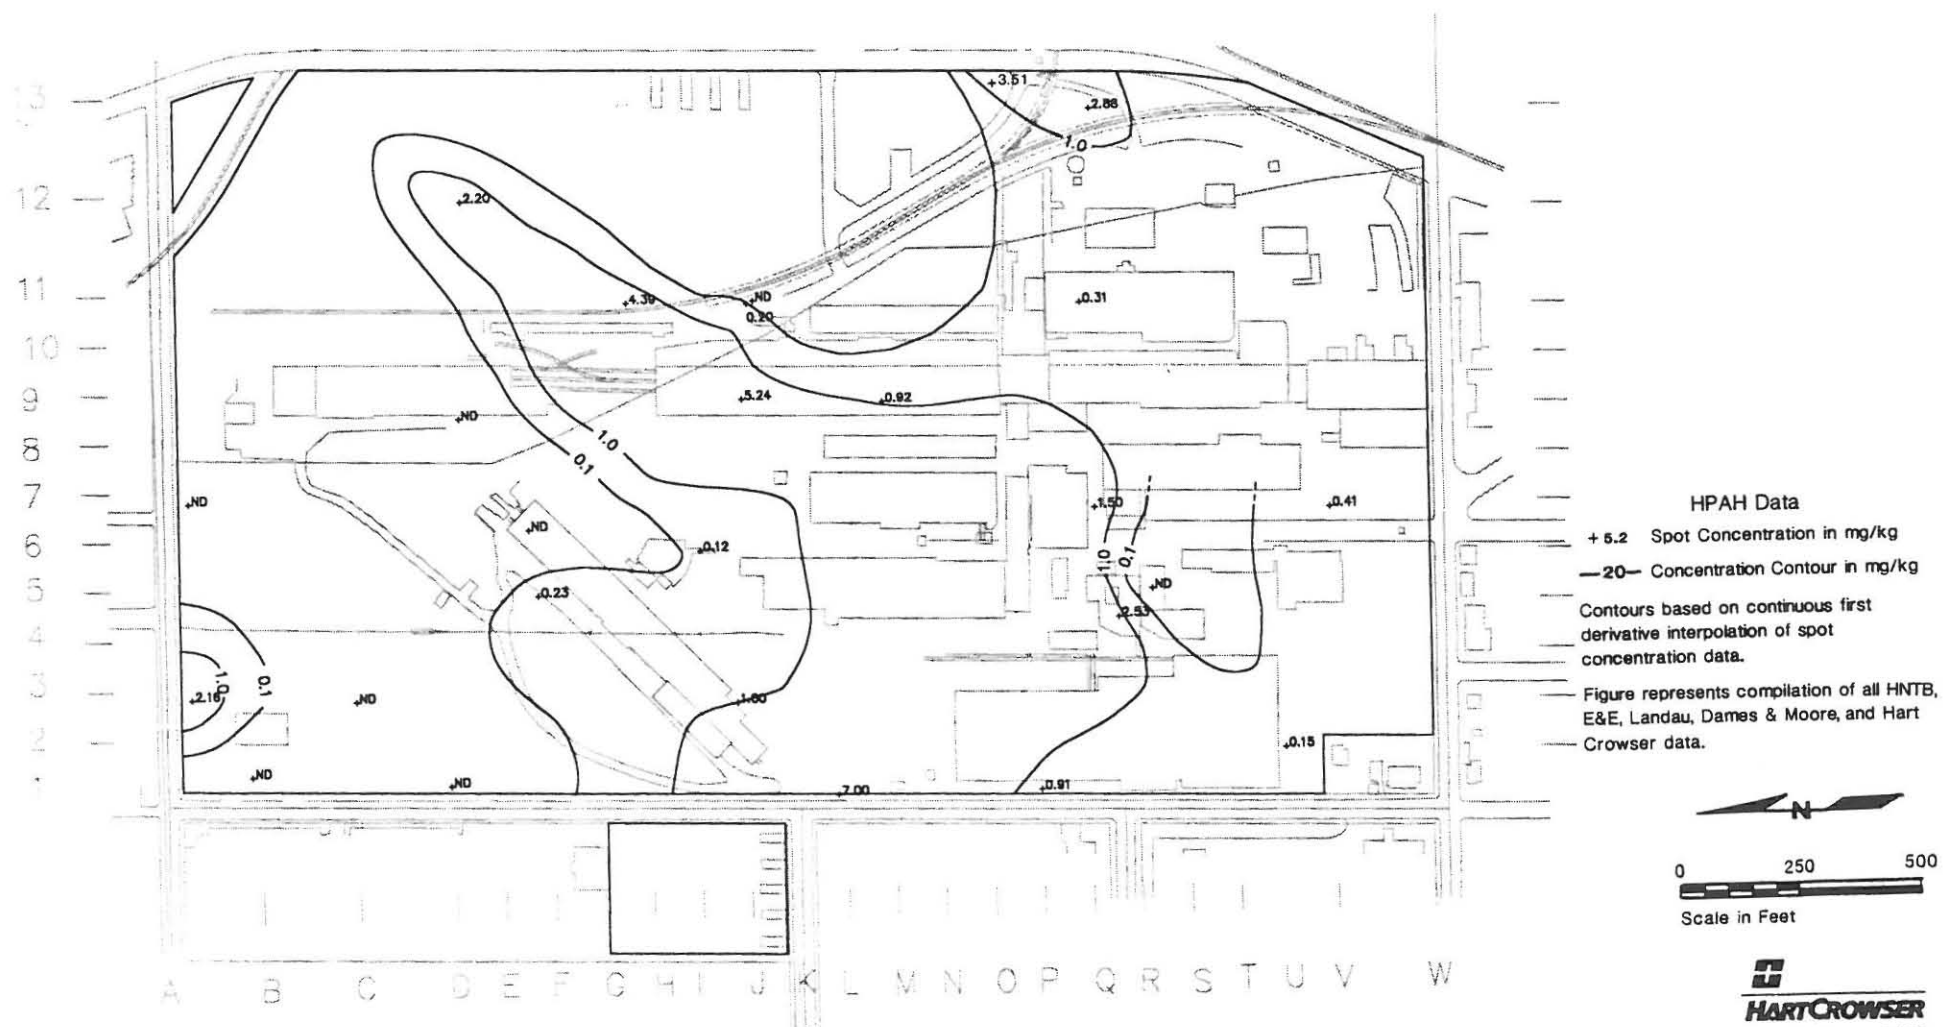 +3.51
+2.88
1.0
12
+2.20
11
+4.39
+ND
0.20
+0.31
10
9
+5.24
+0.92
+ND
8
1.0
0.1
7
+ND
+ND
+1.50
+0.41
6
+0.12
1.0
0.1
+ND
5
+0.23
+2.53
4
3
1.0
0.1
+2.16
+ND
+1.60
2
+0.15
1
+ND
+ND
+7.00
+0.91
A B C D E F G H I J K L M N O P Q R S T U V W
HPAH Data
+ 5.2 Spot Concentration in mg/kg
—20— Concentration Contour in mg/kg
Contours based on continuous first
derivative interpolation of spot
concentration data.
Figure represents compilation of all HNTB,
E&E, Landau, Dames & Moore, and Hart
Crowser data.
N
0 250 500
Scale in Feet
HARTCROWSER